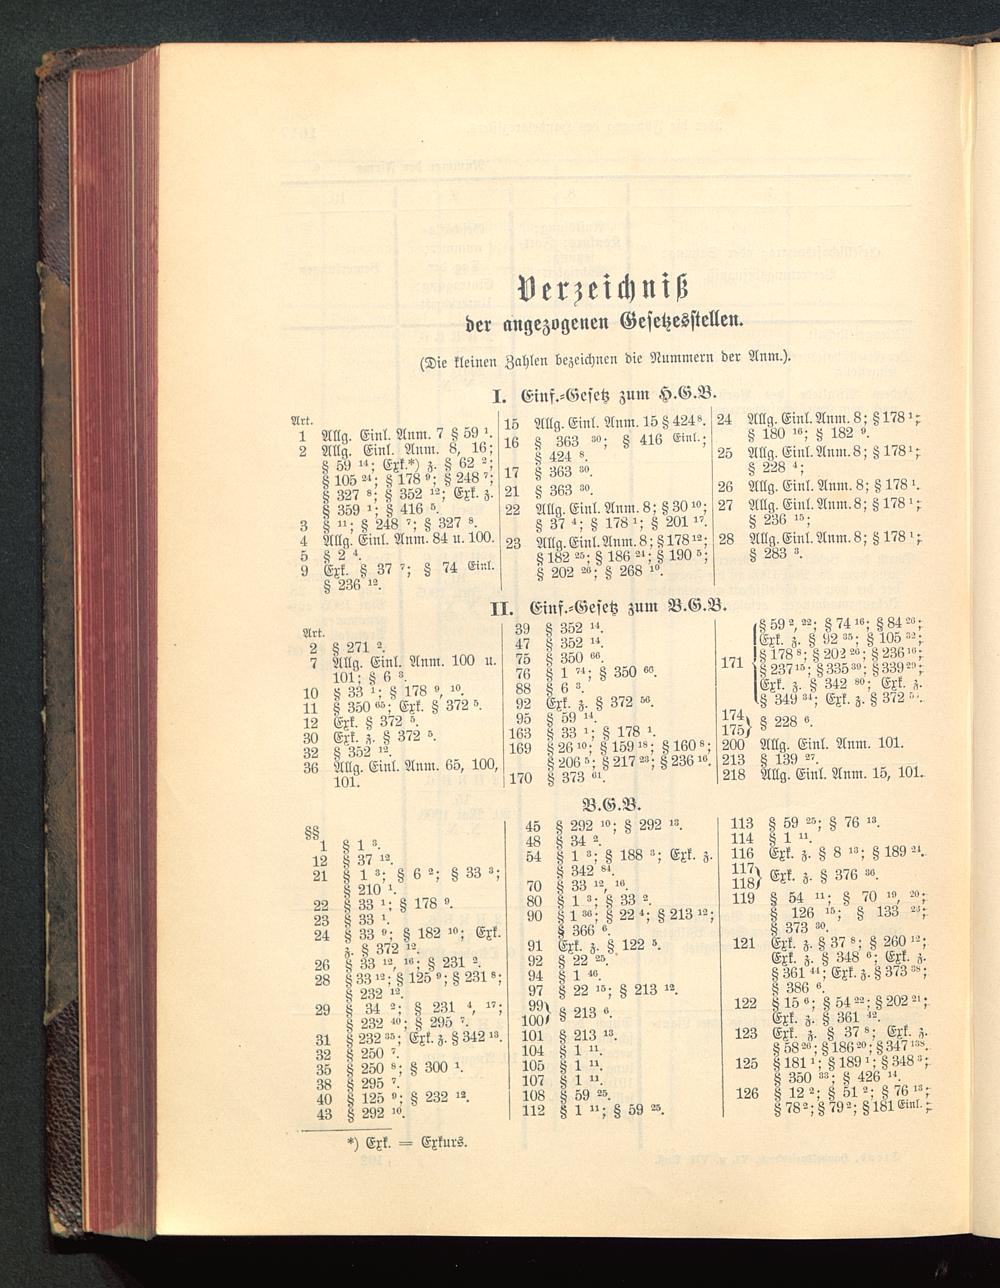 Verzeichniß
der angezogenen Gesetzesstellen.
(Die kleinen Zahlen bezeichnen die Nummern der Anm.).
I. Einf.=Gesetz zum H.G.B.
Art.
1 Allg. Einl. Anm. 7 § 59 ¹.
2 Allg. Einl. Anm. 8, 16;
§ 59 ¹⁴; Exk.*) z. § 62 ²;
§ 105 ²⁴; § 178 ⁹; § 248 ⁷;
§ 327 ⁸; § 352 ¹²; Exk. z.
§ 359 ¹; § 416 ⁵.
3 § ¹¹; § 248 ⁷; § 327 ⁸.
4 Allg. Einl. Anm. 84 u. 100.
5 § 2 ⁴.
9 Exk. § 37 ⁷; § 74 Einl.
§ 236 ¹².
15 Allg. Einl. Anm. 15 § 424 ⁸.
16 § 363 ³⁰; § 416 Einl.;
§ 424 ⁸.
17 § 363 ³⁰.
21 § 363 ³⁰.
22 Allg. Einl. Anm. 8; § 30 ¹⁰;
§ 37 ⁴; § 178 ¹; § 201 ¹⁷.
23 Allg. Einl. Anm. 8; § 178 ¹²;
§ 182 ²⁵; § 186 ²⁴; § 190 ⁵;
§ 202 ²⁶; § 268 ¹⁰.
24 Allg. Einl. Anm. 8; § 178 ¹;
§ 180 ¹⁶; § 182 ⁹.
25 Allg. Einl. Anm. 8; § 178 ¹;
§ 228 ⁴;
26 Allg. Einl. Anm. 8; § 178 ¹.
27 Allg. Einl. Anm. 8; § 178 ¹;
§ 236 ¹⁵;
28 Allg. Einl. Anm. 8; § 178 ¹;
§ 283 ³.
II. Einf.=Gesetz zum B.G.B.
Art.
2 § 271 ².
7 Allg. Einl. Anm. 100 u.
101; § 6 ³.
10 § 33 ¹; § 178 ⁹, ¹⁰.
11 § 350 ⁶⁵; Exk. § 372 ⁵.
12 Exk. § 372 ⁵.
30 Exk. z. § 372 ⁵.
32 § 352 ¹².
36 Allg. Einl. Anm. 65, 100,
101.
39 § 352 ¹⁴.
47 § 352 ¹⁴.
75 § 350 ⁶⁶.
76 § 1 ⁷⁴; § 350 ⁶⁶.
88 § 6 ³.
92 Exk. z. § 372 ⁵⁶.
95 § 59 ¹⁴.
163 § 33 ¹; § 178 ¹.
169 § 26 ¹⁰; § 159 ¹⁸; § 160 ⁸;
§ 206 ⁵; § 217 ²³; § 236 ¹⁶.
170 § 373 ⁶¹.
§ 59 ², ²²; § 74 ¹⁶; § 84 ²⁶;
Exk. z. § 92 ³⁵; § 105 ³²;
§ 178 ⁸; § 202 ²⁶; § 236 ¹⁶;
171 § 237 ¹⁵; § 335 ³⁹; § 339 ²⁹;
Exk. z. § 342 ⁸⁰; Exk. z.
§ 349 ³⁴; Exk. z. § 372
174
175 § 228 ⁶.
200 Allg. Einl. Anm. 101.
213 § 139 ²⁷.
218 Allg. Einl. Anm. 15, 101.
B.G.B.
§§
1 § 1 ³.
12 § 37 ¹².
21 § 1 ³; § 6 ²; § 33 ³;
§ 210 ¹.
22 § 33 ¹; § 178 ⁹.
23 § 33 ¹.
24 § 33 ⁹; § 182 ¹⁰; Exk.
z. § 372 ¹².
26 § 33 ¹², ¹⁶; § 231 ².
28 § 33 ¹²; § 125 ⁹; § 231 ⁸;
§ 232 ¹².
29 § 34 ²; § 231 ⁴, ¹⁷;
§ 232 ⁴⁰; § 295 ⁷.
31 § 232 ³⁵; Exk. z. § 342 ¹³
32 § 250 ⁷.
35 § 250 ⁸; § 300 ¹.
38 § 295 ⁷.
40 § 125 ⁹; § 232 ¹².
43 § 292 ¹⁰.
45 § 292 ¹⁰; § 292 ¹³.
48 § 34 ².
54 § 1 ³; § 188 ³; Exk. z.
§ 342 ⁸⁴.
70 § 33 ¹², ¹⁶.
80 § 1 ³; § 33 ².
90 § 1 ³⁶; § 22 ⁴; § 213 ¹²;
§ 366 ⁶.
91 Exk. z. § 122 ⁵.
92 § 22 ²⁵.
94 § 1 ⁴⁶.
97 § 22 ¹⁵; § 213 ¹².
99
100 § 213 ⁶.
101 § 213 ¹³.
104 § 1 ¹¹.
105 § 1 ¹¹.
107 § 1 ¹¹.
108 § 59 ²⁵.
112 § 1 ¹¹; § 59 ²⁵.
113 § 59 ²⁵; § 76 ¹³.
114 § 1 ¹¹.
116 Exk. z. § 8 ¹³; § 189 ²⁴.
117
118 Exk. z. § 376 ³⁶.
119 § 54 ¹¹; § 70 ¹⁹, ²⁰;
§ 126 ¹⁵; § 133 ²³;
§ 373 ³⁰.
121 Exk. z. § 37 ⁸; § 260 ¹²;
Exk. z. § 348 ⁶; Exk. z.
§ 361 ⁴⁴; Exk. z. § 373 ³⁸;
§ 386 ⁶.
122 § 15 ⁶; § 54 ²²; § 202 ²¹;
Exk. z. § 361 ⁴².
123 Exk. z. § 37 ⁸; Exk. z.
§ 58 ²⁶; § 186 ²⁰; § 347 ¹³⁸.
125 § 181 ¹; § 189 ¹; § 348 ³;
§ 350 ³³; § 426 ¹⁴.
126 § 12 ²; § 51 ²; § 76 ¹³;
§ 78 ²; § 79 ²; § 181 Einl.;
*) Exk. = Exkurs.